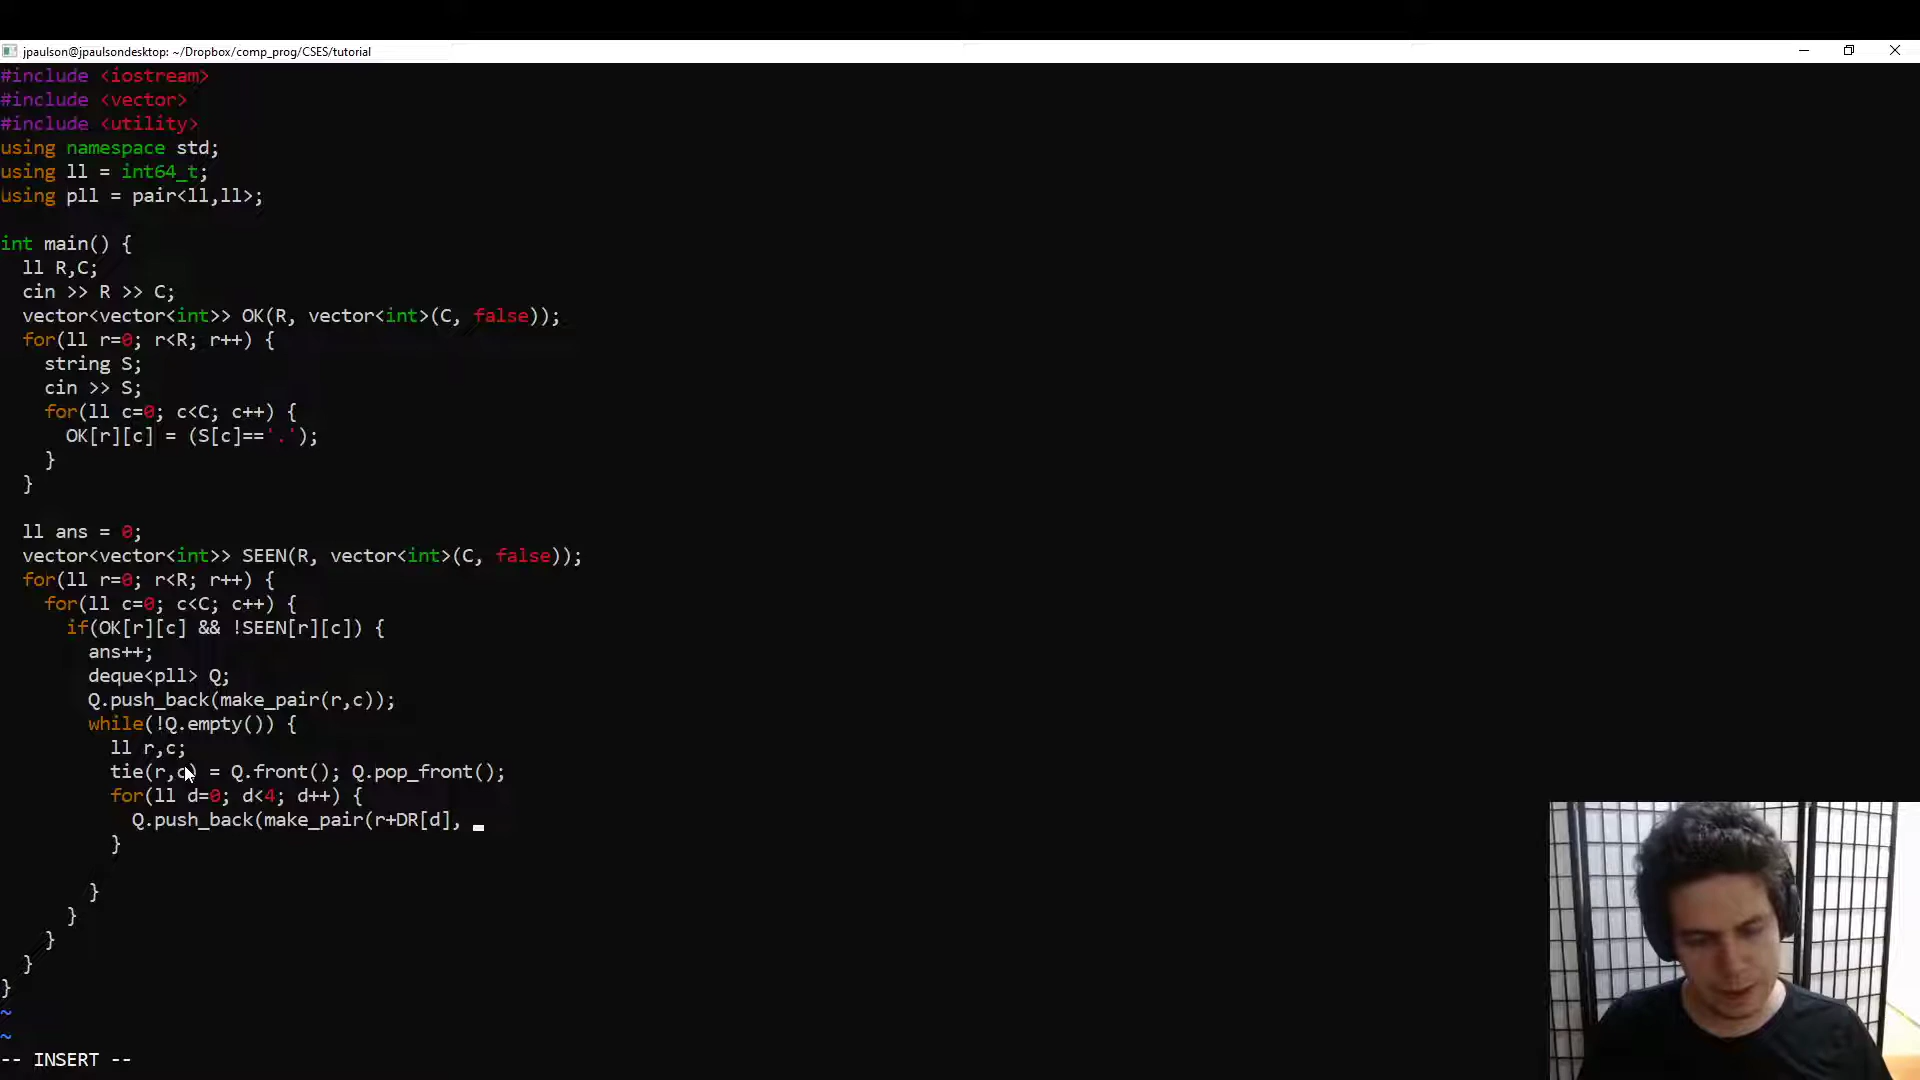 jpaulson@jpaulsondesktop: ~/Dropbox/comp_prog/CSES/tutorial
#include <iostream>
#include <vector>
#include <utility>
using namespace std;
using ll = int64_t;
using pll = pair<ll,ll>;
int main() {
  ll R,C;
  cin >> R >> C;
  vector<vector<int>> OK(R, vector<int>(C, false));
  for(ll r=0; r<R; r++) {
    string S;
    cin >> S;
    for(ll c=0; c<C; c++) {
      OK[r][c] = (S[c]=='.');
    }
  }
  ll ans = 0;
  vector<vector<int>> SEEN(R, vector<int>(C, false));
  for(ll r=0; r<R; r++) {
    for(ll c=0; c<C; c++) {
      if(OK[r][c] && !SEEN[r][c]) {
        ans++;
        deque<pll> Q;
        Q.push_back(make_pair(r,c));
        while(!Q.empty()) {
          ll r,c;
          tie(r,c) = Q.front(); Q.pop_front();
          for(ll d=0; d<4; d++) {
            Q.push_back(make_pair(r+DR[d],
          }
        }
      }
    }
  }
}
~
~
-- INSERT --